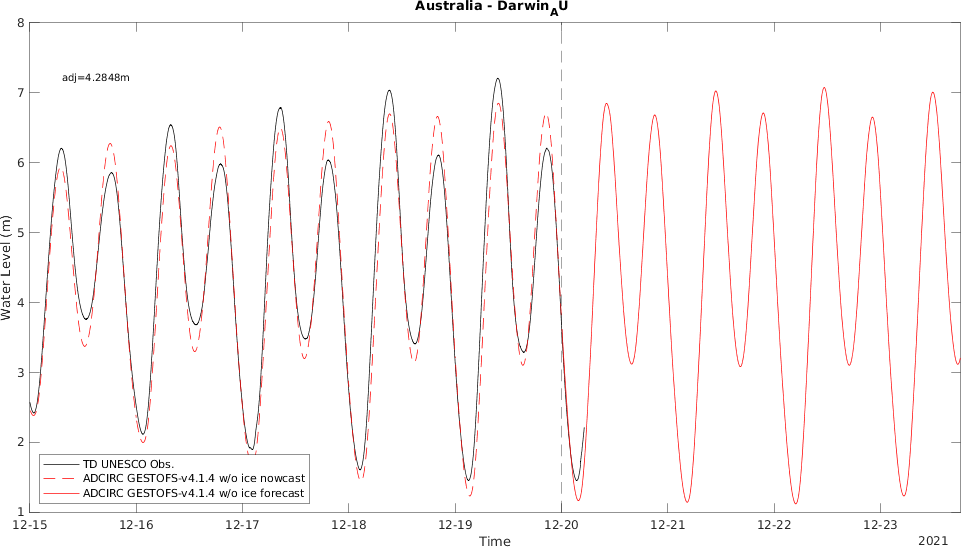 Australia - DarwinAU
8
adj=4.2848m
7
6
5
Water Level (m)
4
3
2
TD UNESCO Obs.
ADCIRC GESTOFS-v4.1.4 w/o ice nowcast
ADCIRC GESTOFS-v4.1.4 w/o ice forecast
1
12-15 12-16 12-17 12-18 12-19 12-20 12-21 12-22 12-23
Time
2021